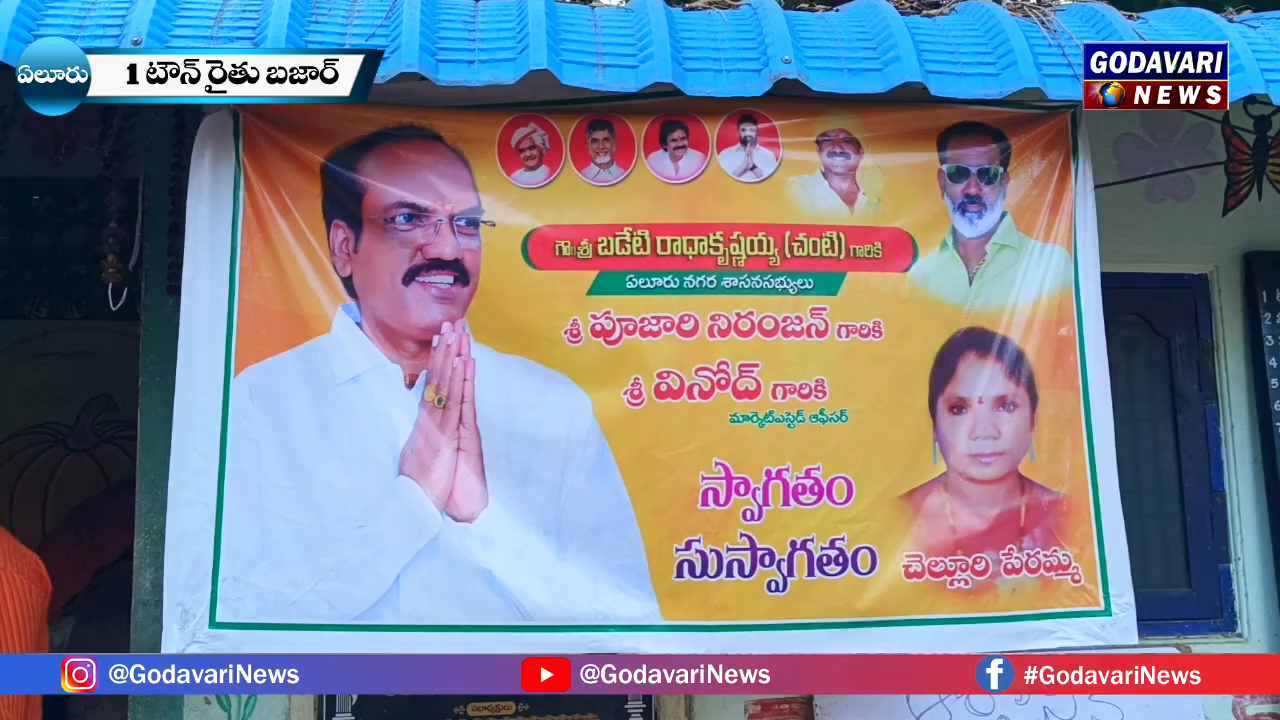 ఏలూరు
1 టౌన్ రైతు బజార్
GODAVARI
NEWS
గౌ॥శ్రీ బడేటి రాధాకృష్ణయ్య (చంటి) గారికి
ఏలూరు నగర శాసనసభ్యులు
శ్రీ పూజారి నిరంజన్ గారికి
శ్రీ వినోద్ గారికి
మార్కెట్ఎస్టెడ్ ఆఫీసర్
స్వాగతం
సుస్వాగతం
చెల్లూరి పేరమ్మ
@GodavariNews
@GodavariNews
#GodavariNews